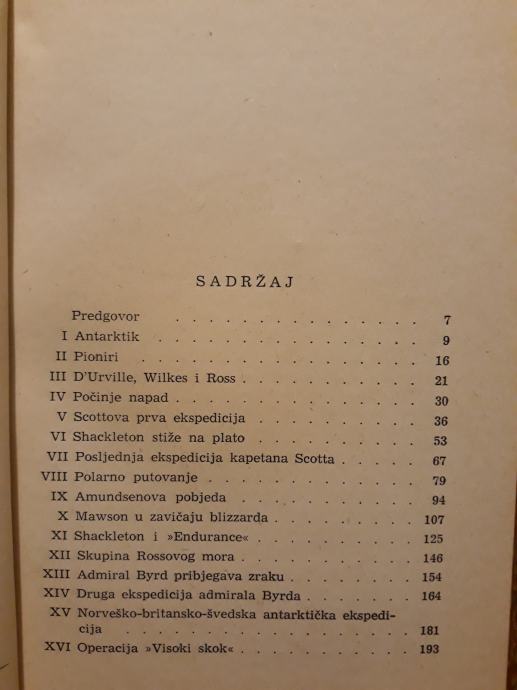 SADRŽAJ
Predgovor . . . . . . . . . . . . . 7
I Antarktik . . . . . . . . . . . . . 9
II Pioniri . . . . . . . . . . . . . 16
III D'Urville, Wilkes i Ross . . . . . . . . . 21
IV Počinje napad . . . . . . . . . . . . 30
V Scottova prva ekspedicija . . . . . . . . . 36
VI Shackleton stiže na plato . . . . . . . . . 53
VII Posljednja ekspedicija kapetana Scotta . . . . . 67
VIII Polarno putovanje . . . . . . . . . . . 79
IX Amundsenova pobjeda . . . . . . . . . . 94
X Mawson u zavičaju blizzarda . . . . . . . . 107
XI Shackleton i »Endurance« . . . . . . . . . 125
XII Skupina Rossovog mora . . . . . . . . . 146
XIII Admiral Byrd pribjegava zraku . . . . . . . 154
XIV Druga ekspedicija admirala Byrda . . . . . . 164
XV Norveško-britansko-švedska antarktička ekspedi-
cija . . . . . . . . . . . . . . 181
XVI Operacija »Visoki skok« . . . . . . . . . 193